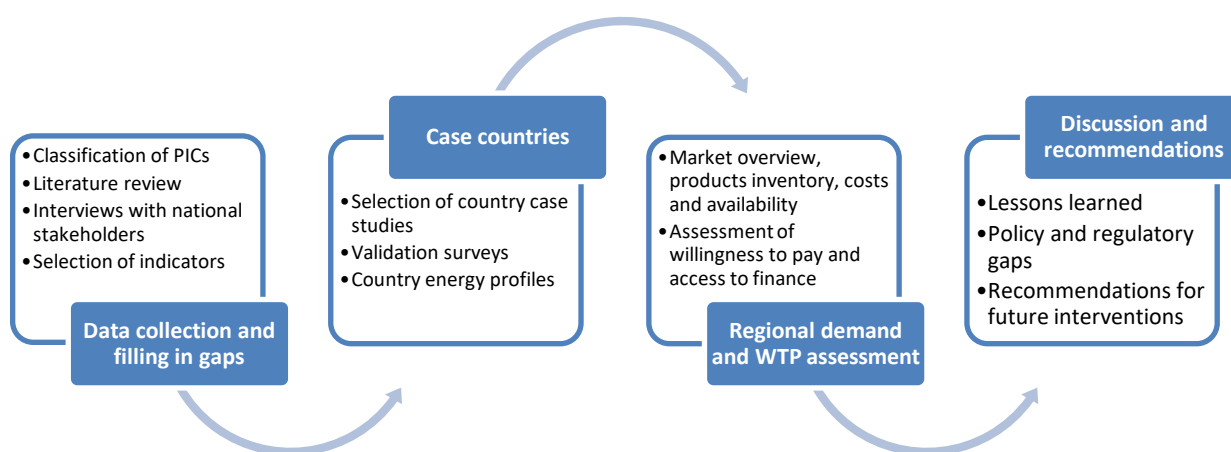 •Classification of PICs
•Literature review
•Interviews with national
stakeholders
•Selection of indicators
Data collection and
filling in gaps
Case countries
•Selection of country case
studies
•Validation surveys
•Country energy profiles
•Market overview,
products inventory, costs
and availability
•Assessment of
willingness to pay and
access to finance
Regional demand
and WTP assessment
Discussion and
recommendations
•Lessons learned
•Policy and regulatory
gaps
•Recommendations for
future interventions